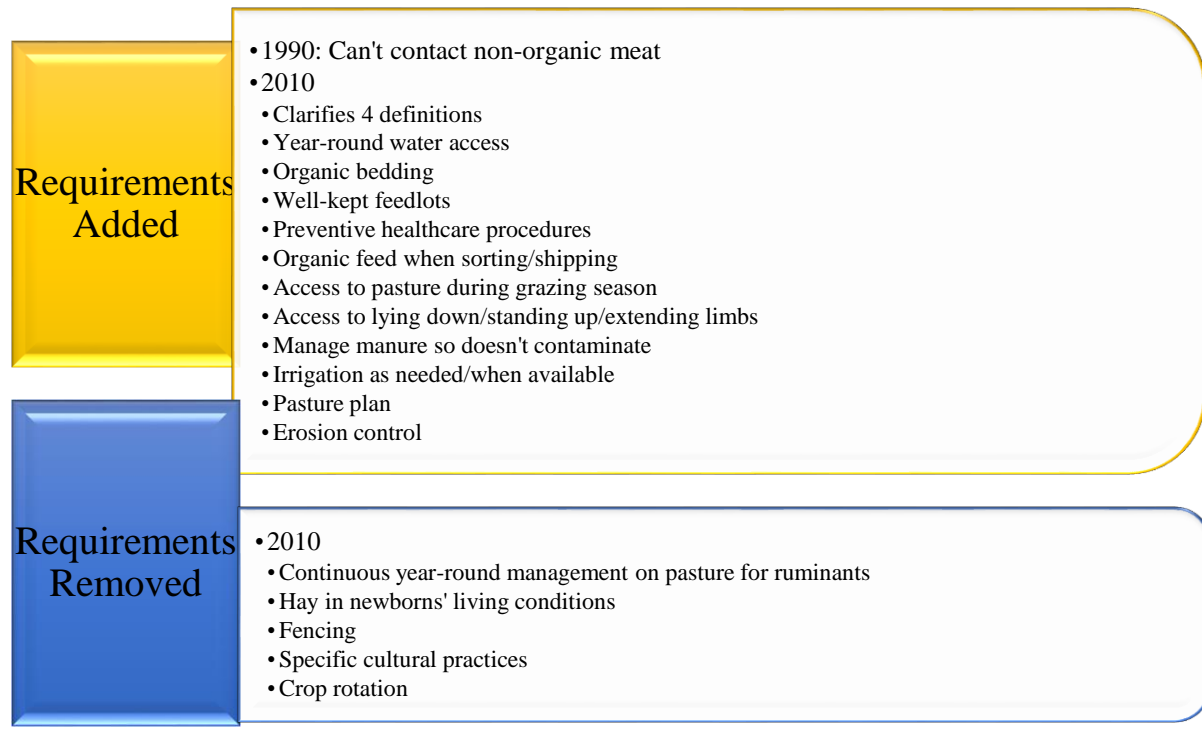 Requirements
Added
•1990: Can't contact non-organic meat
•2010
•Clarifies 4 definitions
•Year-round water access
•Organic bedding
•Well-kept feedlots
•Preventive healthcare procedures
•Organic feed when sorting/shipping
•Access to pasture during grazing season
•Access to lying down/standing up/extending limbs
•Manage manure so doesn't contaminate
•Irrigation as needed/when available
•Pasture plan
•Erosion control
Requirements
Removed
•2010
•Continuous year-round management on pasture for ruminants
•Hay in newborns' living conditions
•Fencing
•Specific cultural practices
•Crop rotation